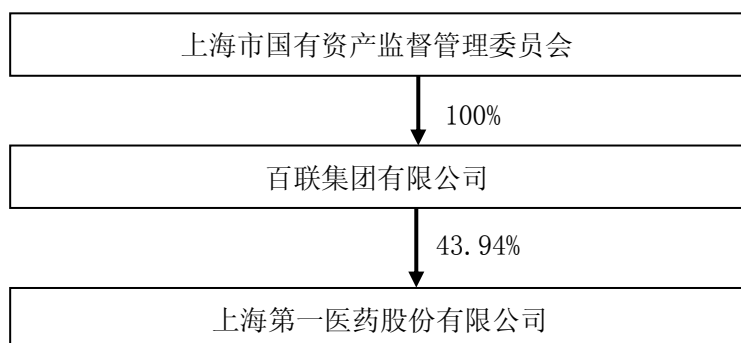 上海市国有资产监督管理委员会
100%
百联集团有限公司
43.94%
上海第一医药股份有限公司